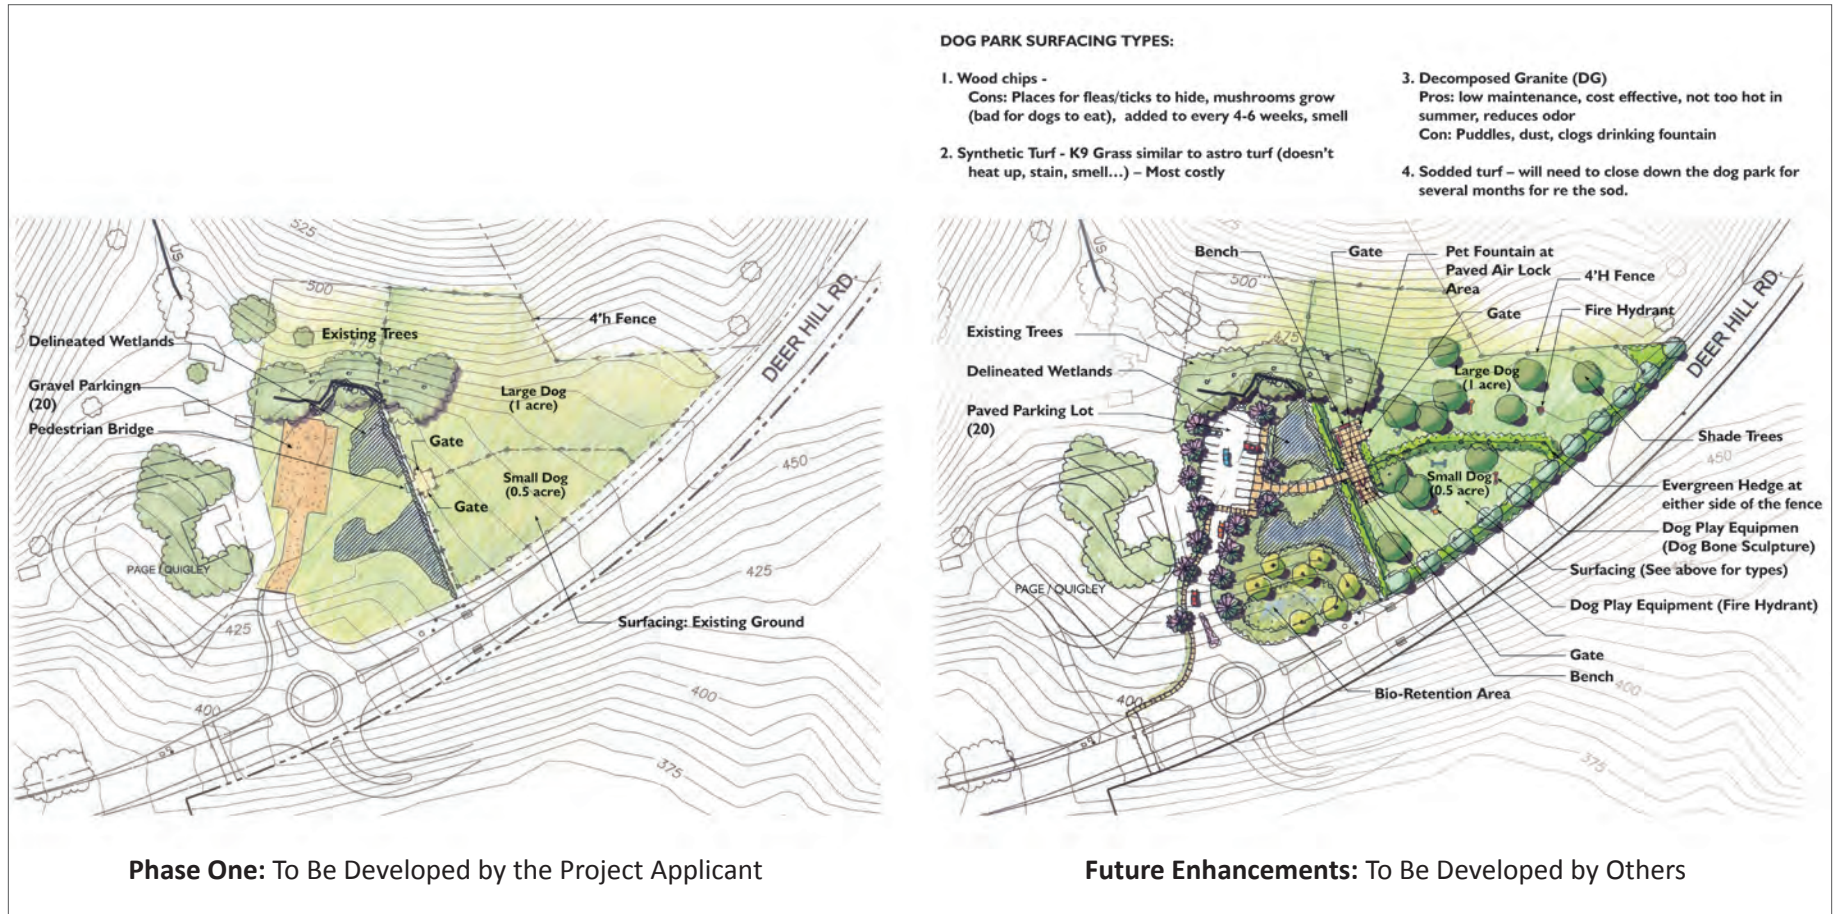 DOG PARK SURFACING TYPES:
1. Wood chips -
Cons: Places for fleas/ticks to hide, mushrooms grow
(bad for dogs to eat), added to every 4-6 weeks, smell
2. Synthetic Turf - K9 Grass similar to astro turf (doesn't
heat up, stain, smell...) – Most costly
3. Decomposed Granite (DG)
Pros: low maintenance, cost effective, not too hot in
summer, reduces odor
Con: Puddles, dust, clogs drinking fountain
4. Sodded turf – will need to close down the dog park for
several months for re the sod.
525
US
500
475
4'h Fence
Existing Trees
Delineated Wetlands
Gravel Parkingn
(20)
Pedestrian Bridge
Large Dog
(1 acre)
Gate
Small Dog
(0.5 acre)
Gate
DEER HILL RD.
450
425
PAGE / QUIGLEY
425
Surfacing: Existing Ground
400
400
375
Phase One: To Be Developed by the Project Applicant
US
500
475
Bench
Gate
Pet Fountain at
Paved Air Lock
Area
4'H Fence
Gate
Fire Hydrant
Existing Trees
Delineated Wetlands
Paved Parking Lot
(20)
Large Dog
(1 acre)
Small Dog
(0.5 acre)
DEER HILL RD.
Shade Trees
450
Evergreen Hedge at
either side of the fence
Dog Play Equipmen
(Dog Bone Sculpture)
425
Surfacing (See above for types)
Dog Play Equipment (Fire Hydrant)
PAGE / QUIGLEY
Gate
Bench
400
Bio-Retention Area
400
375
Future Enhancements: To Be Developed by Others